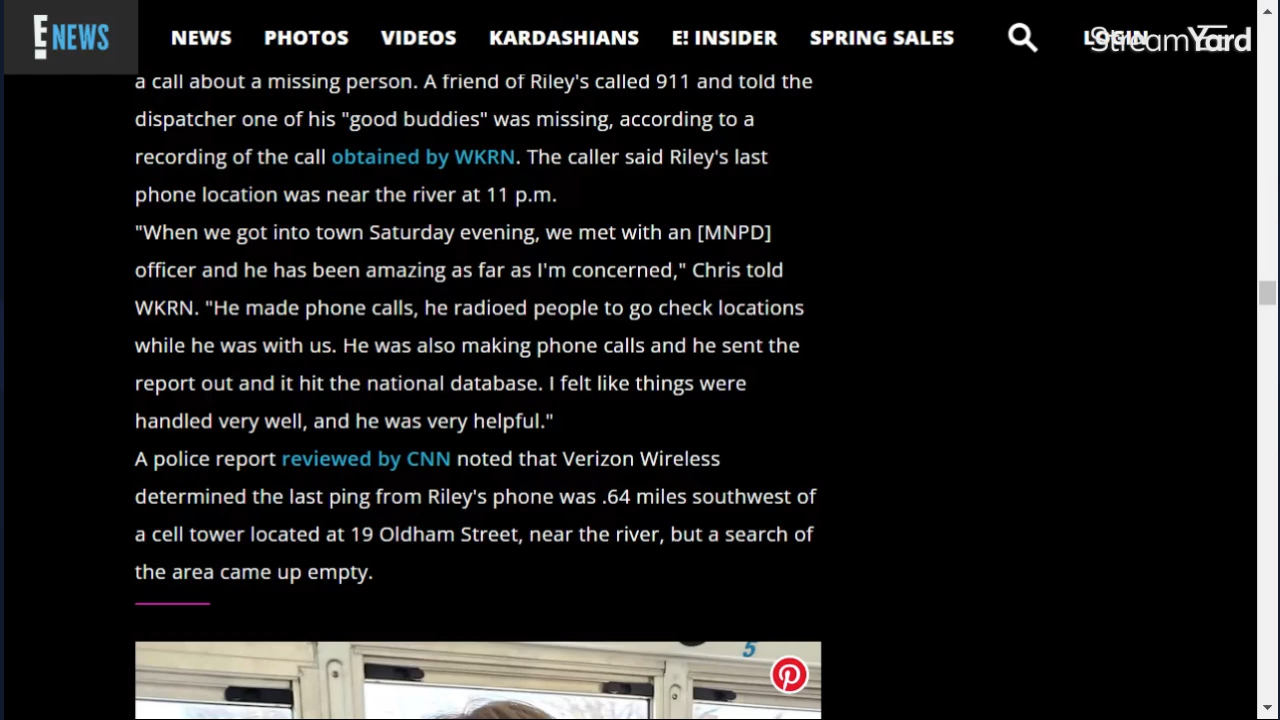 E! NEWS
NEWS PHOTOS VIDEOS KARDASHIANS E! INSIDER SPRING SALES LOGIN
StreamYard
a call about a missing person. A friend of Riley's called 911 and told the
dispatcher one of his "good buddies" was missing, according to a
recording of the call obtained by WKRN. The caller said Riley's last
phone location was near the river at 11 p.m.
"When we got into town Saturday evening, we met with an [MNPD]
officer and he has been amazing as far as I'm concerned," Chris told
WKRN. "He made phone calls, he radioed people to go check locations
while he was with us. He was also making phone calls and he sent the
report out and it hit the national database. I felt like things were
handled very well, and he was very helpful."
A police report reviewed by CNN noted that Verizon Wireless
determined the last ping from Riley's phone was .64 miles southwest of
a cell tower located at 19 Oldham Street, near the river, but a search of
the area came up empty.
5